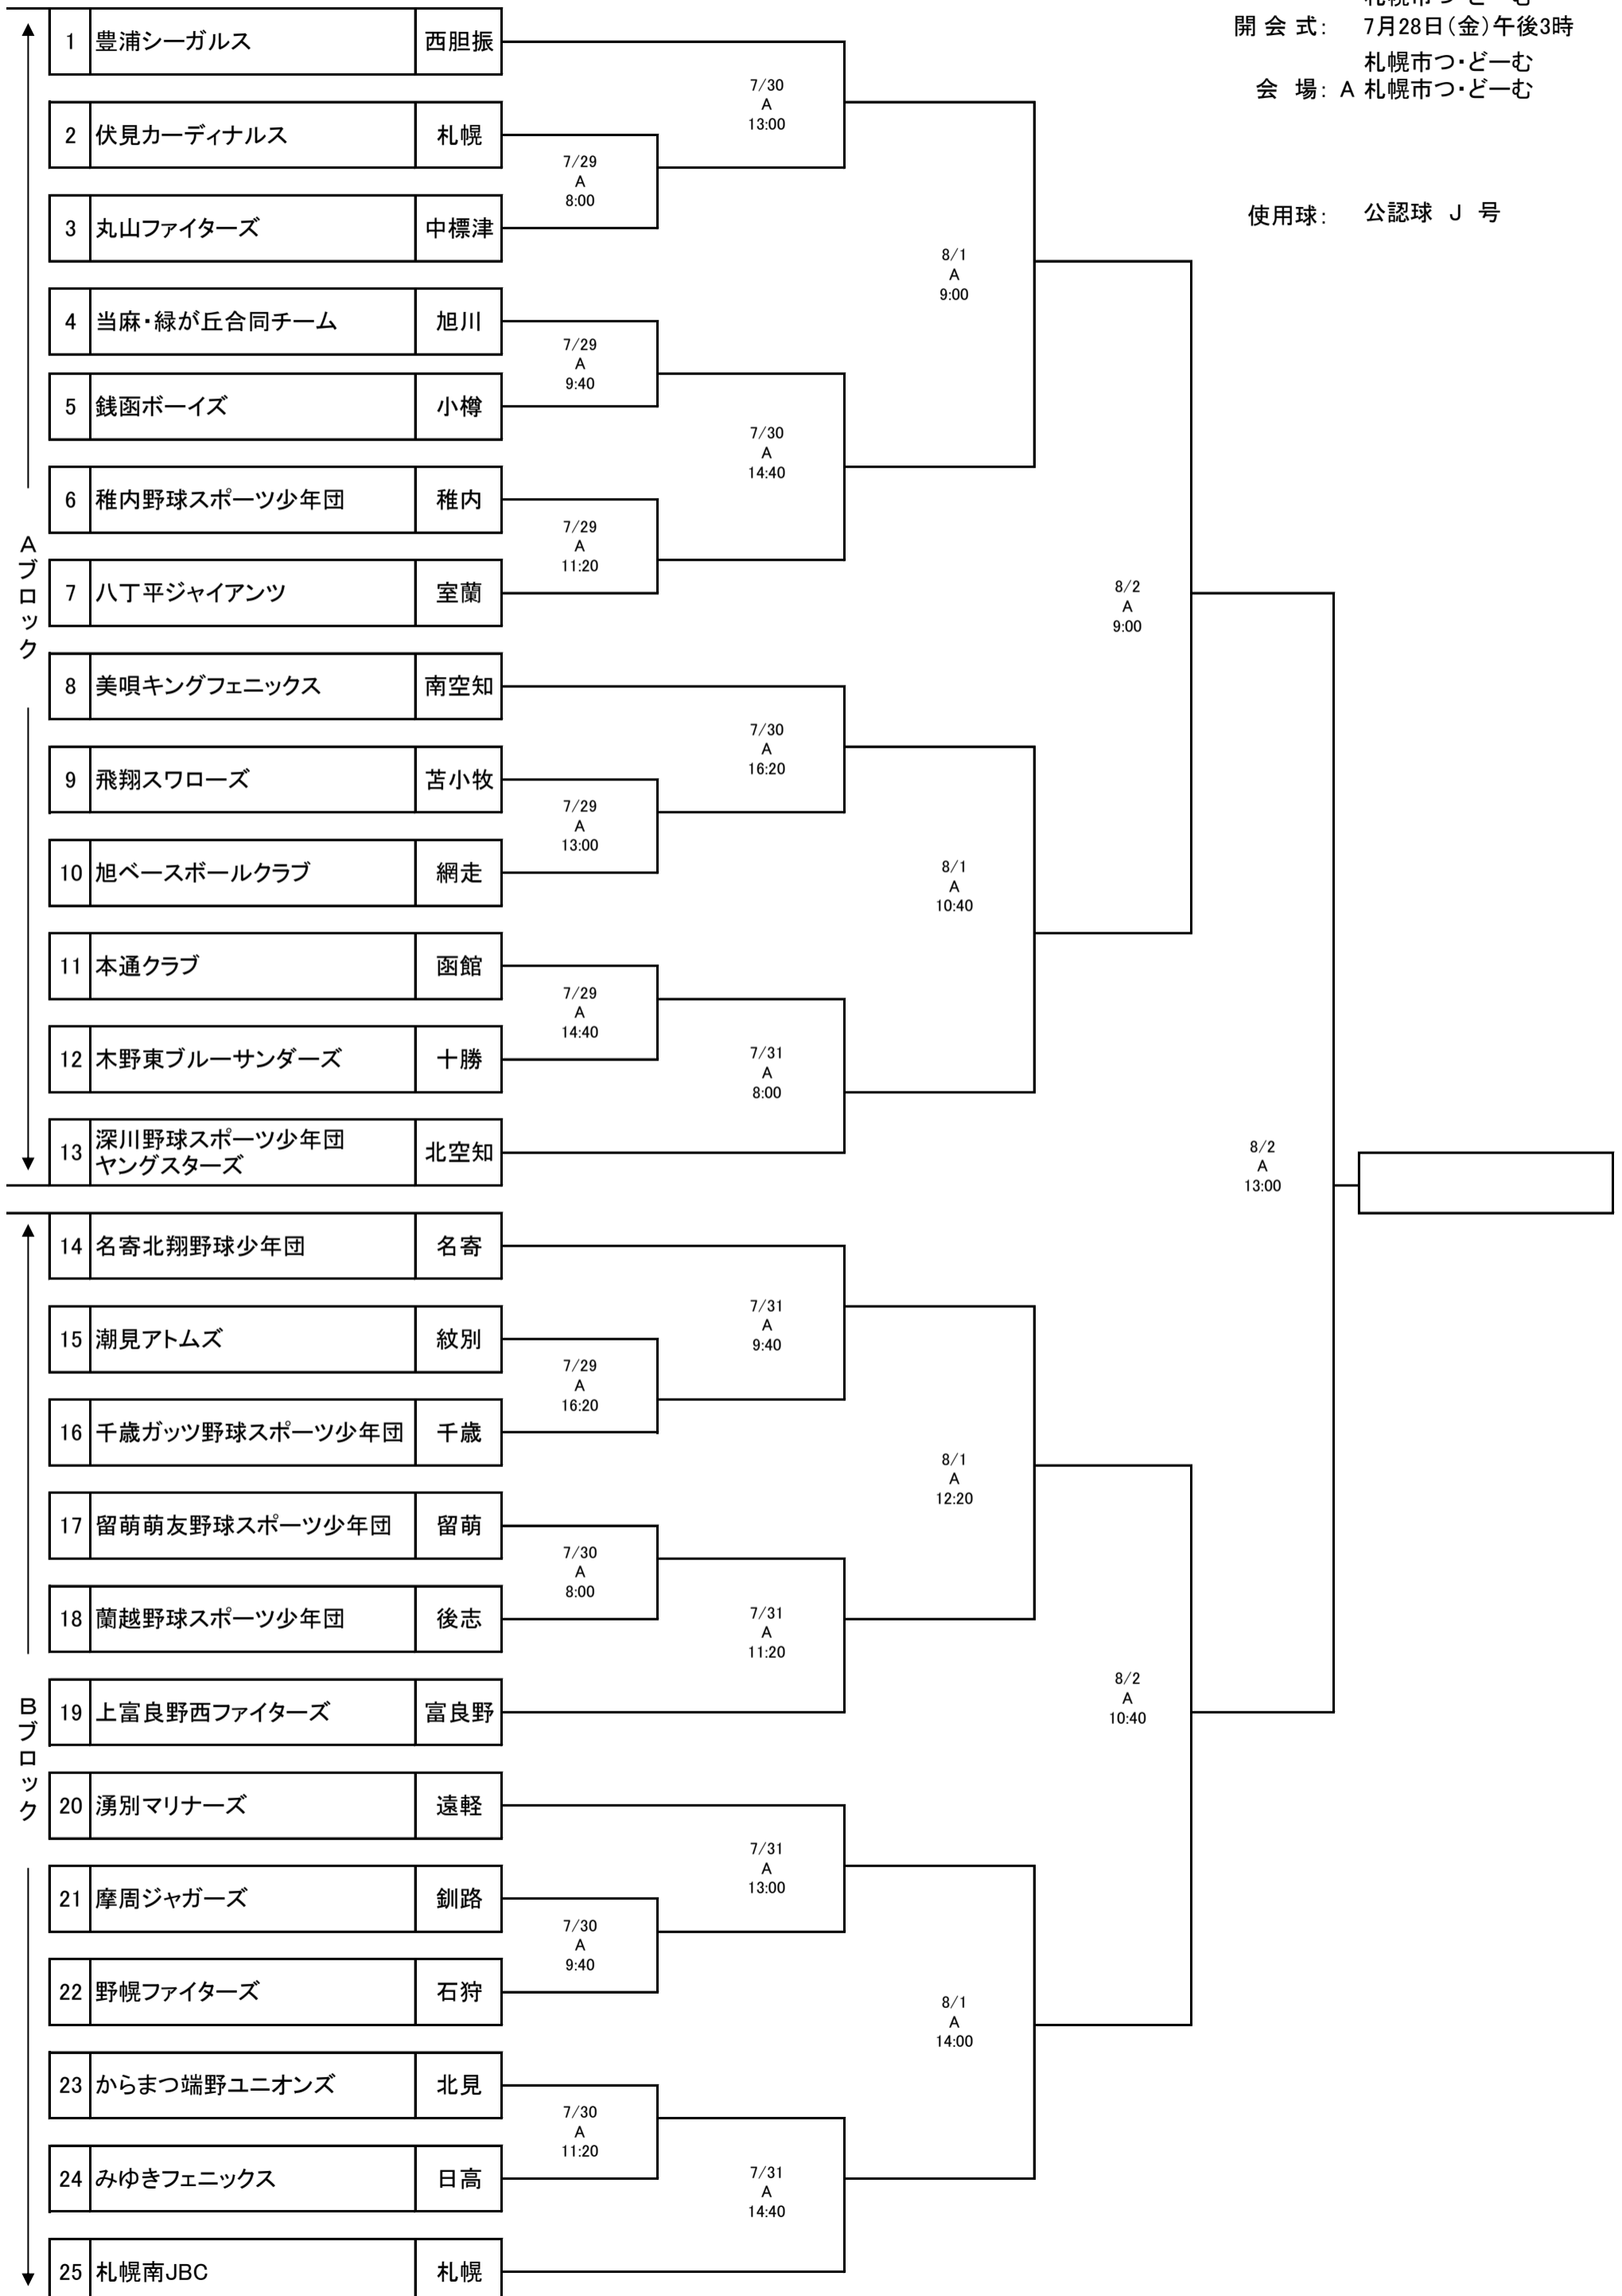 開会式: 7月28日(金)午後3時
札幌市つ・どーむ
会 場: A 札幌市つ・どーむ
使用球: 公認球 J 号
Aブロック
1 豊浦シーガルス 西胆振
2 伏見カーディナルス 札幌
3 丸山ファイターズ 中標津
4 当麻・緑が丘合同チーム 旭川
5 銭函ボーイズ 小樽
6 稚内野球スポーツ少年団 稚内
7 八丁平ジャイアンツ 室蘭
8 美唄キングフェニックス 南空知
9 飛翔スワローズ 苫小牧
10 旭ベースボールクラブ 網走
11 本通クラブ 函館
12 木野東ブルーサンダーズ 十勝
13 深川野球スポーツ少年団
ヤングスターズ 北空知
Bブロック
14 名寄北翔野球少年団 名寄
15 潮見アトムズ 紋別
16 千歳ガッツ野球スポーツ少年団 千歳
17 留萌萌友野球スポーツ少年団 留萌
18 蘭越野球スポーツ少年団 後志
19 上富良野西ファイターズ 富良野
20 湧別マリナーズ 遠軽
21 摩周ジャガーズ 釧路
22 野幌ファイターズ 石狩
23 からまつ端野ユニオンズ 北見
24 みゆきフェニックス 日高
25 札幌南JBC 札幌
7/29
A
8:00
7/29
A
9:40
7/29
A
11:20
7/29
A
13:00
7/29
A
14:40
7/29
A
16:20
7/30
A
8:00
7/30
A
9:40
7/30
A
11:20
7/30
A
13:00
7/30
A
14:40
7/30
A
16:20
7/31
A
8:00
7/31
A
9:40
7/31
A
11:20
7/31
A
13:00
7/31
A
14:40
8/1
A
9:00
8/1
A
10:40
8/1
A
12:20
8/1
A
14:00
8/2
A
9:00
8/2
A
10:40
8/2
A
13:00